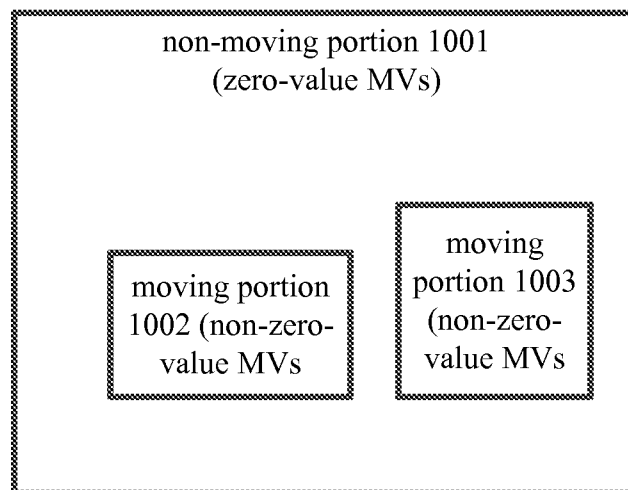 non-moving portion 1001
(zero-value MVs)
moving portion
1002 (non-zero-
value MVs
moving
portion 1003
(non-zero-
value MVs